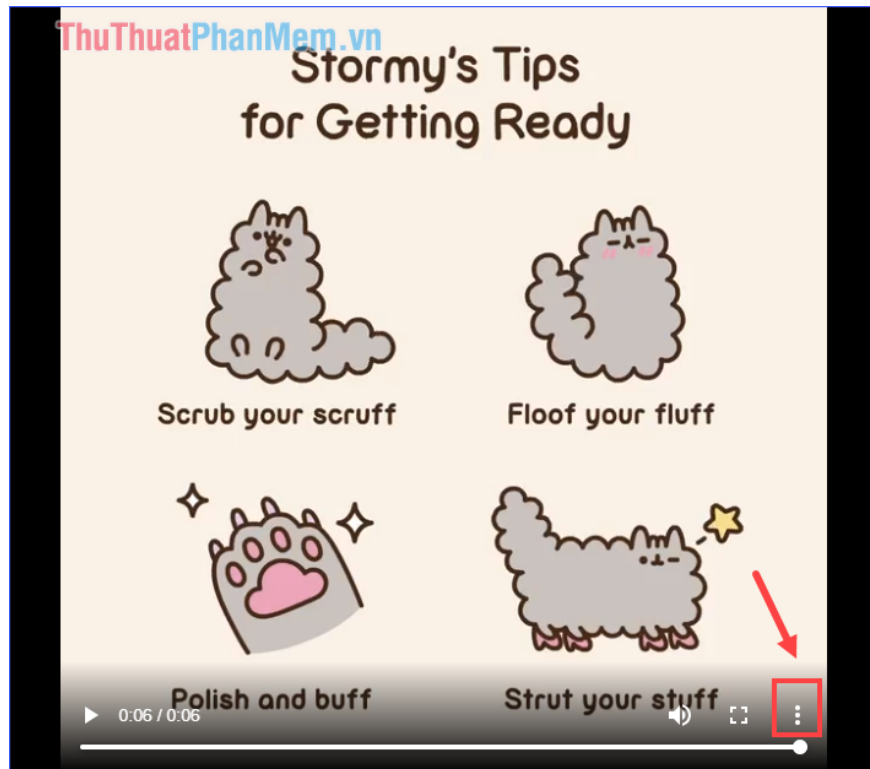 ThuThuatPhanMem.vn
Stormy's Tips
for Getting Ready
Scrub your scruff
Floof your fluff
Polish and buff
Strut your stuff
0:06 / 0:06